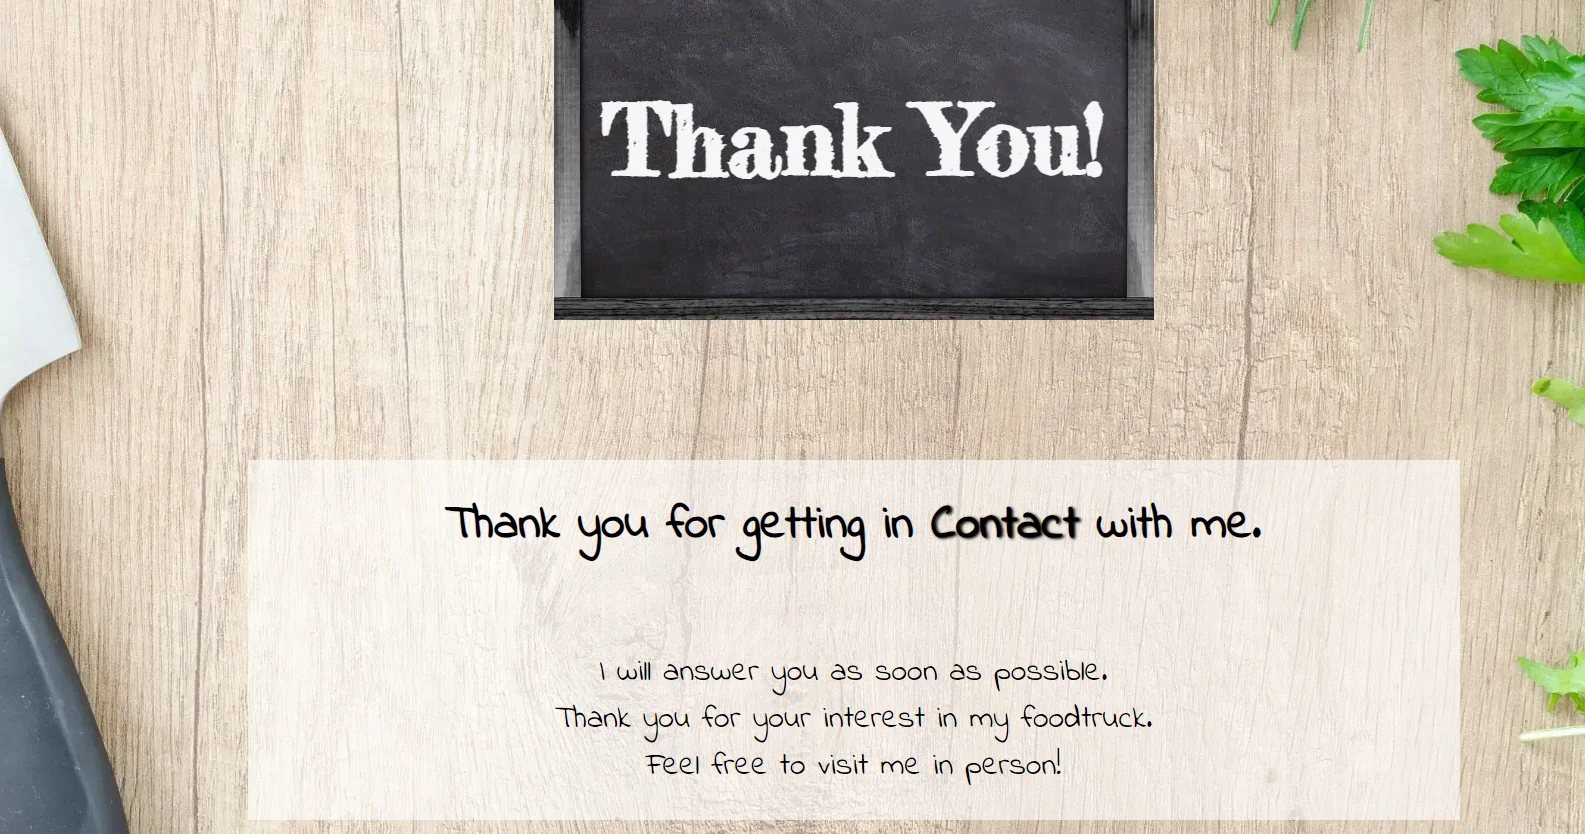 Thank You!
Thank you for getting in Contact with me.
I will answer you as soon as possible.
Thank you for your interest in my foodtruck.
Feel free to visit me in person!